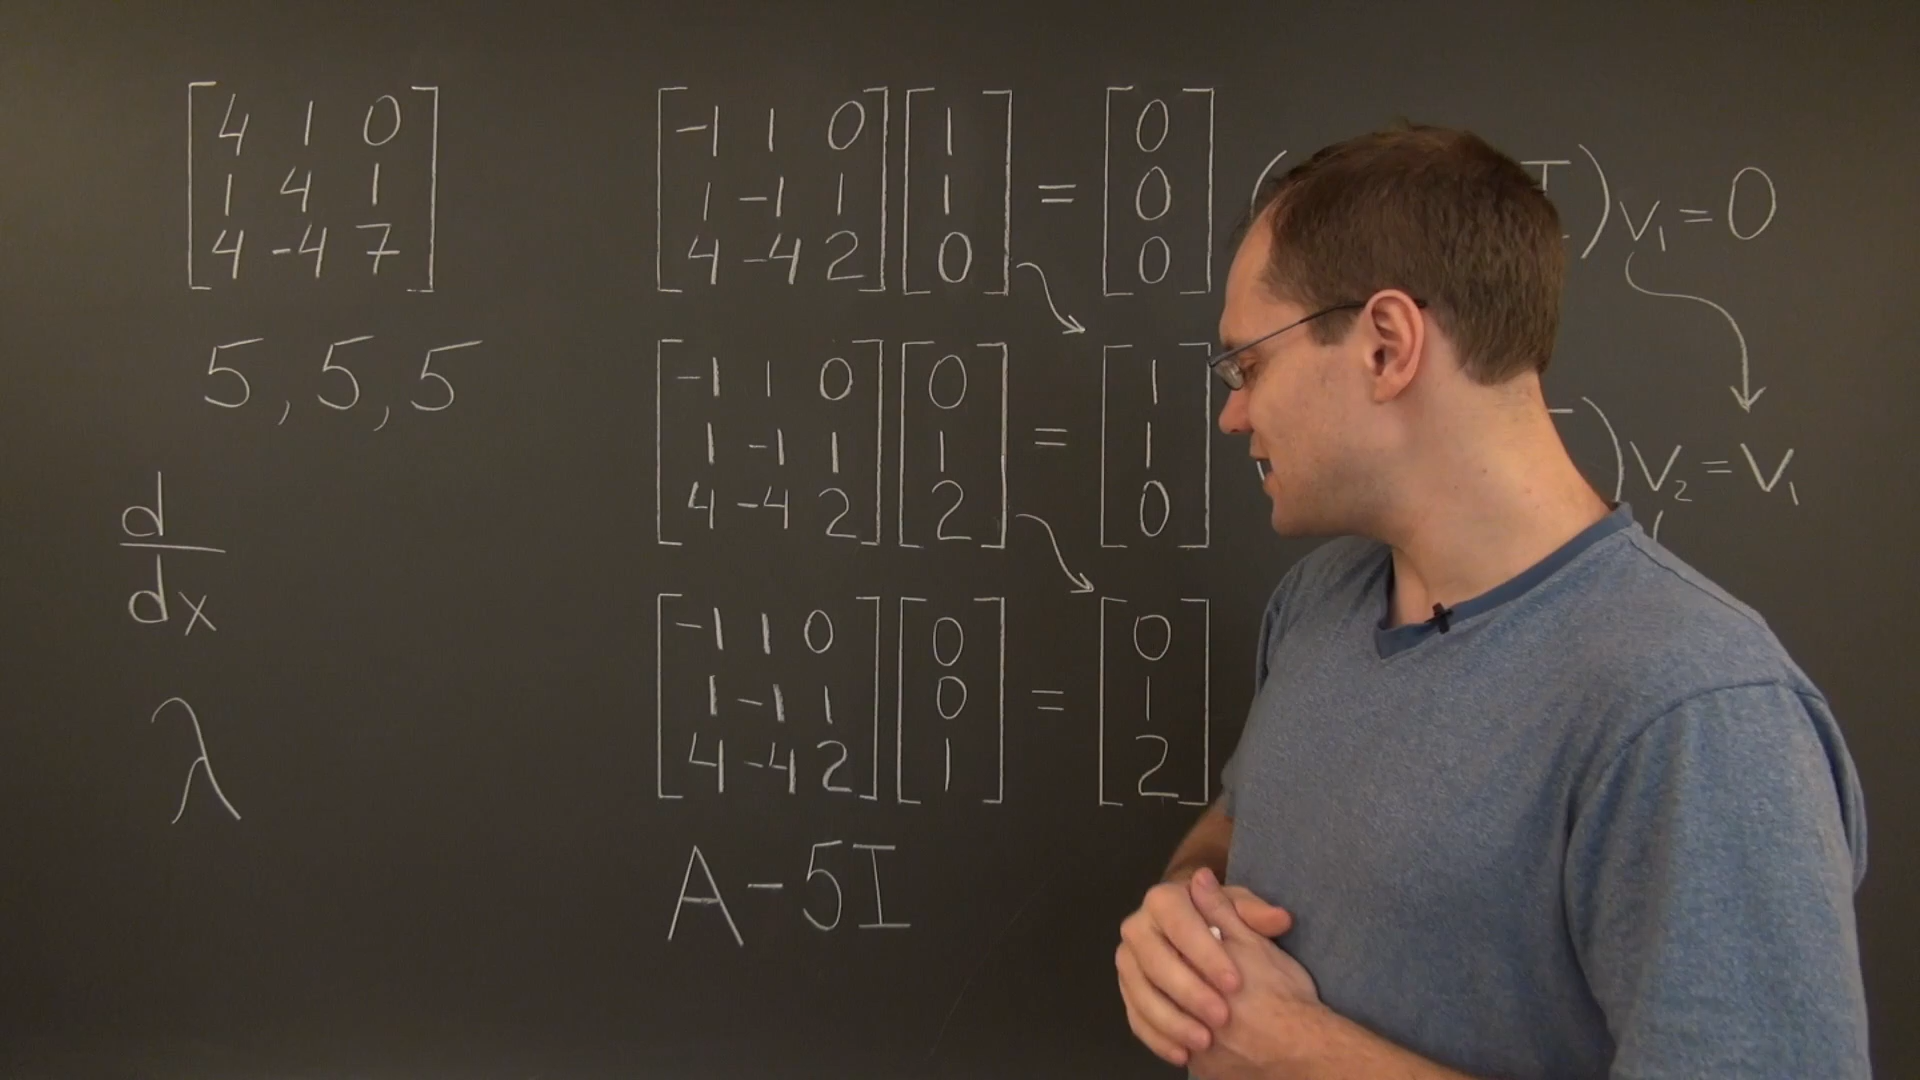 4 1 0
1 4 1
4 -4 7
5, 5, 5
d
dx
λ
-1 1 0 1 = 0
1 -1 1 1 0
4 -4 2 0 0
-1 1 0 0 = 1
1 -1 1 1 1
4 -4 2 2 0
-1 1 0 0 = 0
1 -1 1 0 1
4 -4 2 1 2
A-5I
( I)v₁=0
)v₂=v₁